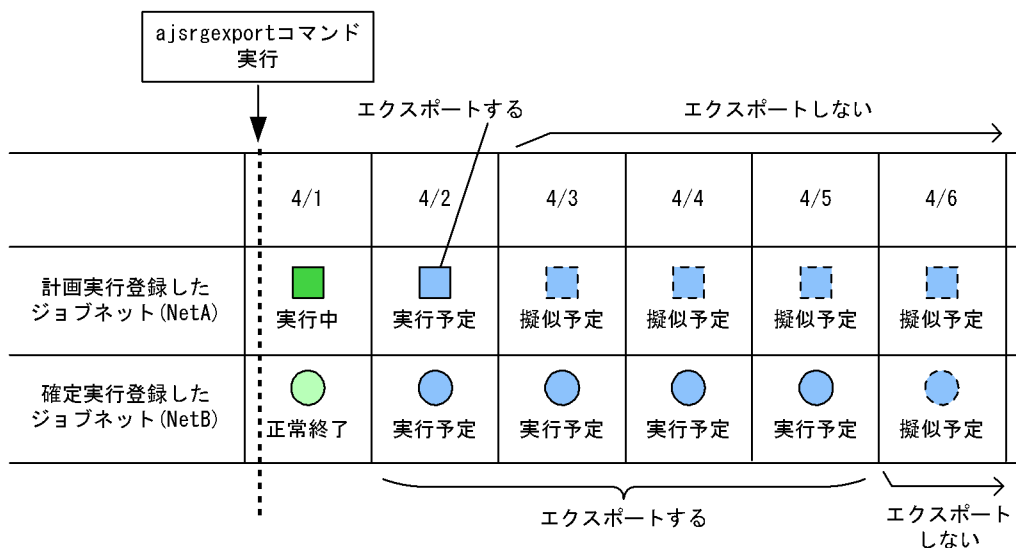 ajsrgexportコマンド
実行
エクスポートする
エクスポートしない
4/1 4/2 4/3 4/4 4/5 4/6
計画実行登録した
ジョブネット(NetA)
実行中 実行予定 擬似予定 擬似予定 擬似予定 擬似予定
確定実行登録した
ジョブネット(NetB)
正常終了 実行予定 実行予定 実行予定 実行予定 擬似予定
エクスポートする
エクスポート
しない